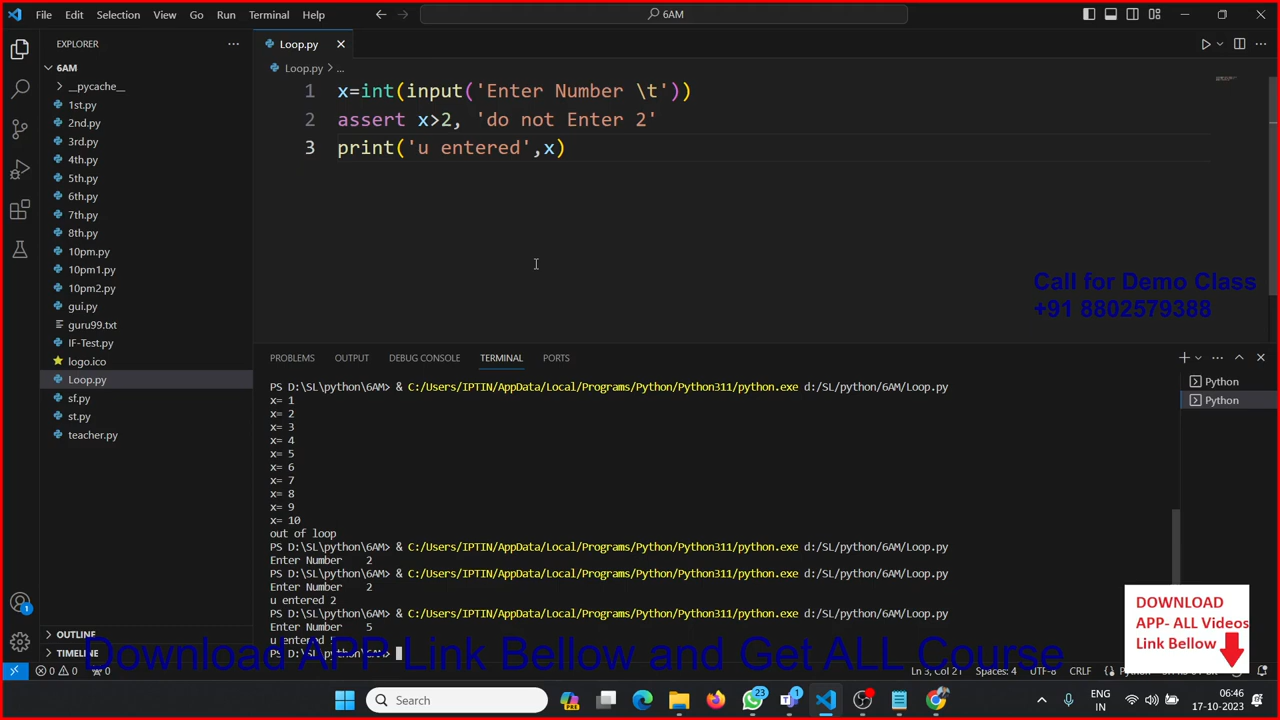 File Edit Selection View Go Run Terminal Help
6AM
EXPLORER
6AM
__pycache__
1st.py
2nd.py
3rd.py
4th.py
5th.py
6th.py
7th.py
8th.py
10pm.py
10pm1.py
10pm2.py
gui.py
guru99.txt
IF-Test.py
logo.ico
Loop.py
sf.py
st.py
teacher.py
OUTLINE
TIMELINE
Loop.py
Loop.py > ...
1 x=int(input('Enter Number \t'))
2 assert x>2, 'do not Enter 2'
3 print('u entered',x)
Call for Demo Class
+91 8802579388
PROBLEMS OUTPUT DEBUG CONSOLE TERMINAL PORTS
Python
Python
PS D:\SL\python\6AM> & C:/Users/IPTIN/AppData/Local/Programs/Python/Python311/python.exe d:/SL/python/6AM/Loop.py
x= 1
x= 2
x= 3
x= 4
x= 5
x= 6
x= 7
x= 8
x= 9
x= 10
out of loop
PS D:\SL\python\6AM> & C:/Users/IPTIN/AppData/Local/Programs/Python/Python311/python.exe d:/SL/python/6AM/Loop.py
Enter Number 2
PS D:\SL\python\6AM> & C:/Users/IPTIN/AppData/Local/Programs/Python/Python311/python.exe d:/SL/python/6AM/Loop.py
Enter Number 2
u entered 2
PS D:\SL\python\6AM> & C:/Users/IPTIN/AppData/Local/Programs/Python/Python311/python.exe d:/SL/python/6AM/Loop.py
Enter Number 5
u entered
PS D:\SL\python\6AM>
DOWNLOAD
APP- ALL Videos
Link Bellow
Download APP Link Bellow and Get ALL Course
1
0 0 0
Ln 3, Col 21 Spaces: 4 UTF-8 CRLF
Search
PRE
23
1
ENG
IN
06:46
17-10-2023